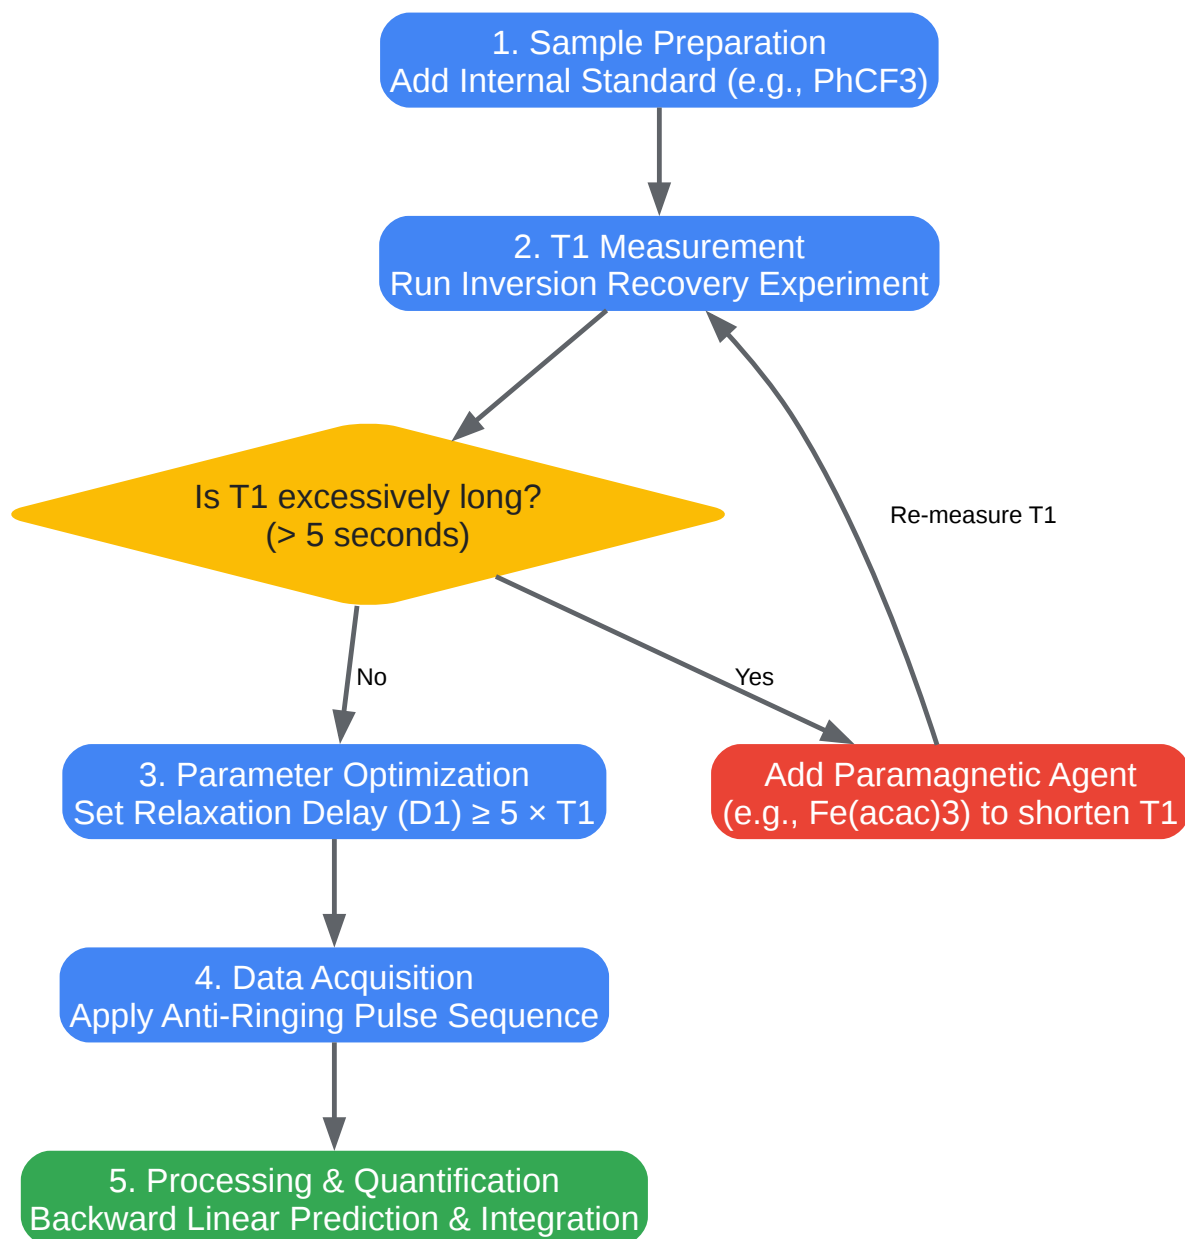 1. Sample Preparation
Add Internal Standard (e.g., PhCF3)
2. T1 Measurement
Run Inversion Recovery Experiment
Is T1 excessively long?
(> 5 seconds)
Re-measure T1
No
Yes
3. Parameter Optimization
Set Relaxation Delay (D1) ≥ 5 × T1
Add Paramagnetic Agent
(e.g., Fe(acac)3) to shorten T1
4. Data Acquisition
Apply Anti-Ringing Pulse Sequence
5. Processing & Quantification
Backward Linear Prediction & Integration